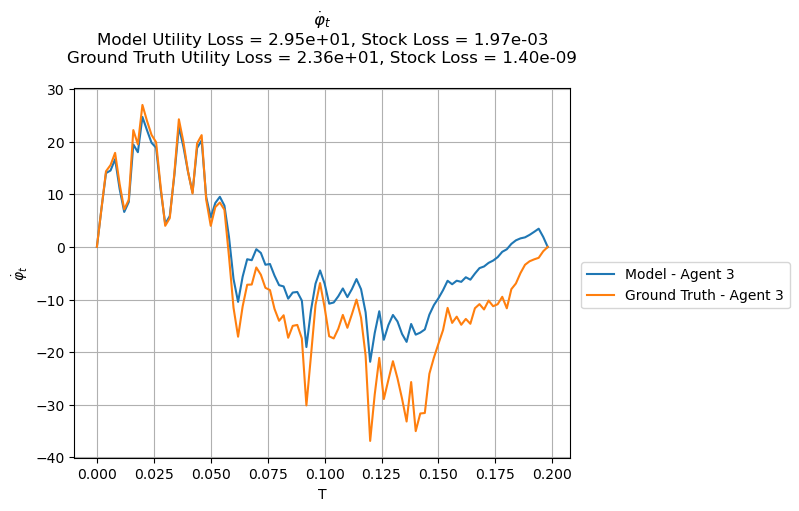 φ̇ₜ
Model Utility Loss = 2.95e+01, Stock Loss = 1.97e-03
Ground Truth Utility Loss = 2.36e+01, Stock Loss = 1.40e-09
30
20
10
0
−10
−20
−30
−40
φ̇ₜ
0.000
0.025
0.050
0.075
0.100
0.125
0.150
0.175
0.200
T
Model - Agent 3
Ground Truth - Agent 3